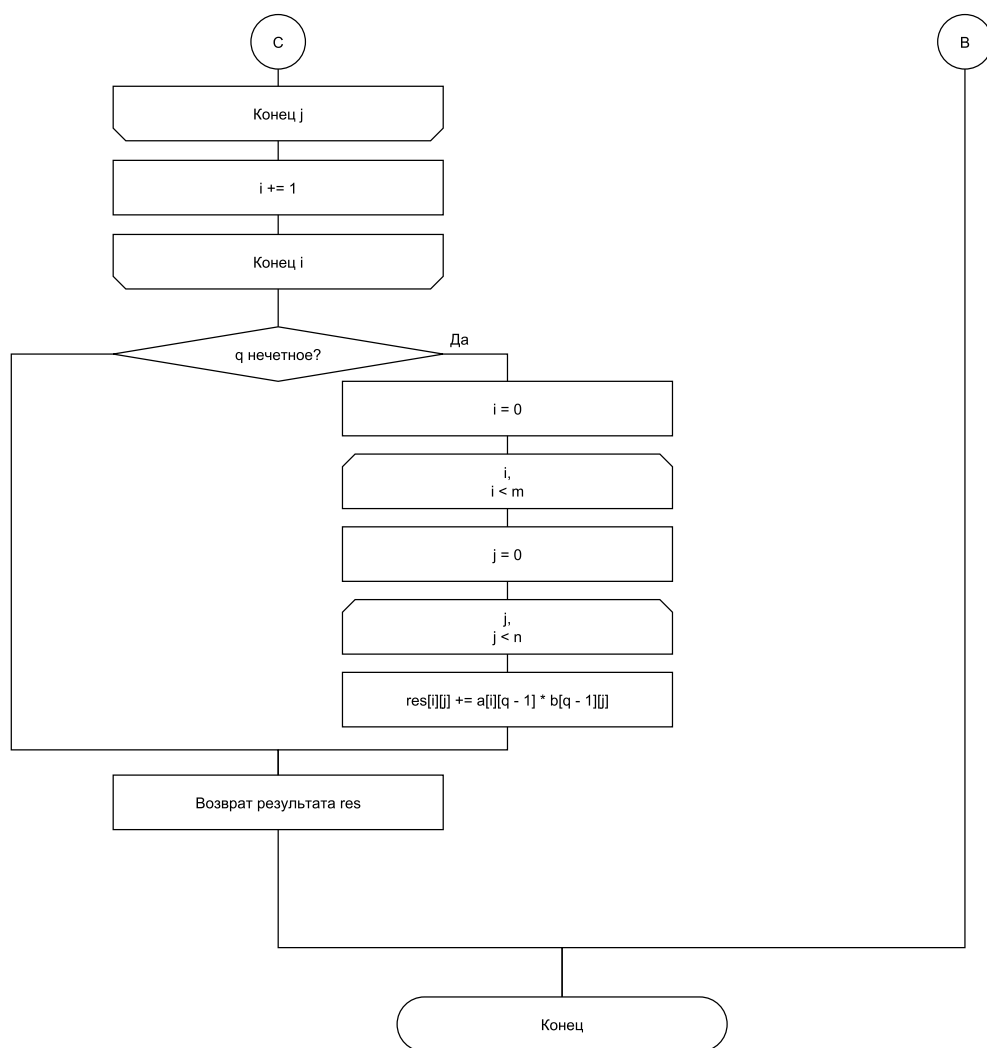 C
B
Конец j
i += 1
Конец i
q нечетное?
Да
i = 0
i,
i < m
j = 0
j,
j < n
res[i][j] += a[i][q - 1] * b[q - 1][j]
Возврат результата res
Конец